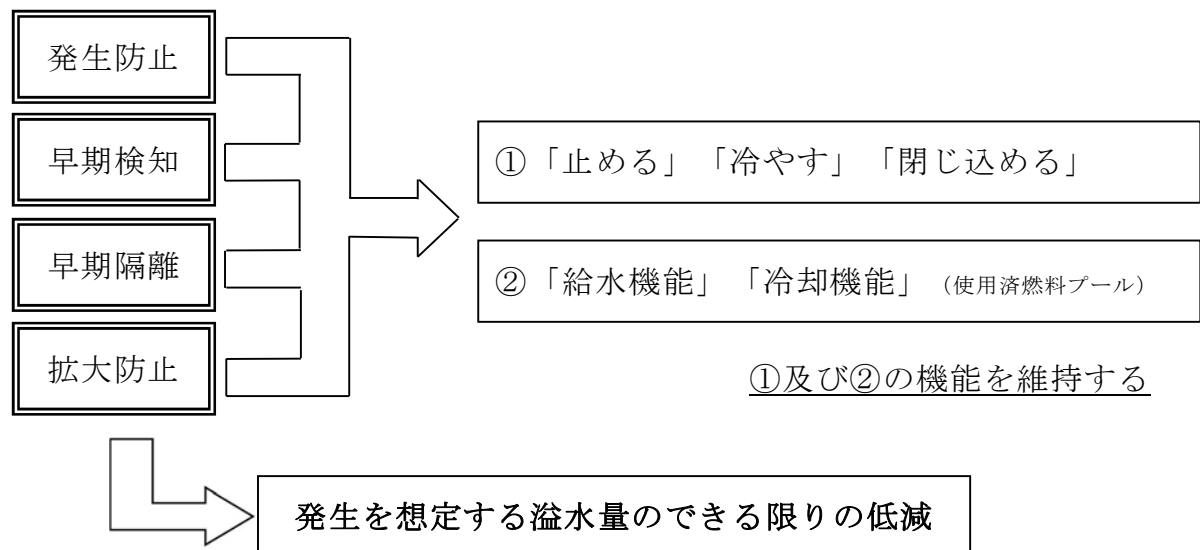 発生防止
早期検知
早期隔離
拡大防止
①「止める」「冷やす」「閉じ込める」
②「給水機能」「冷却機能」（使用済燃料プール）
①及び②の機能を維持する
発生を想定する溢水量のできる限りの低減